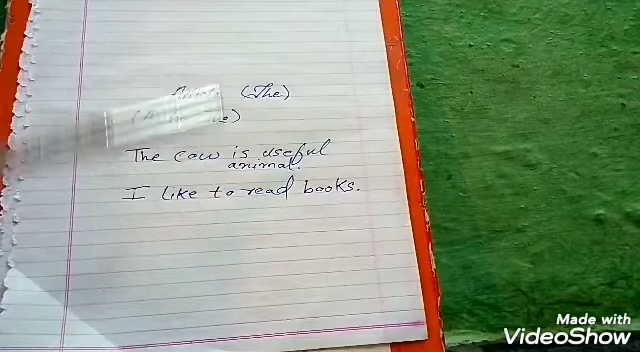 (The)
The cow is useful
animal.
I like to read books.
Made with
VideoShow